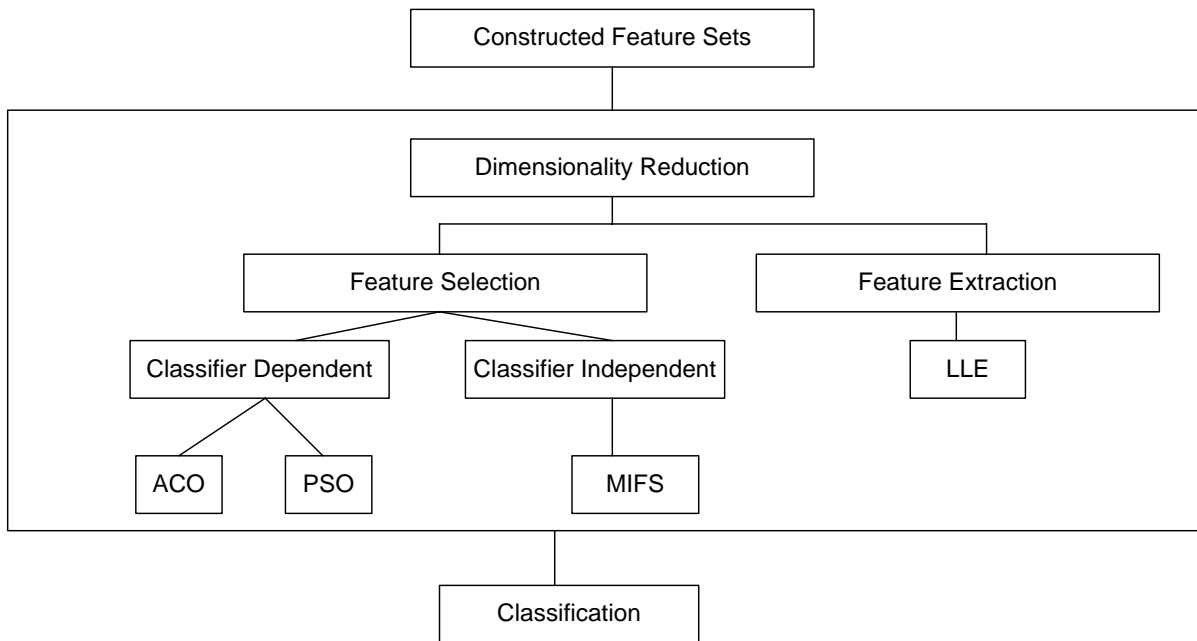 Constructed Feature Sets
Dimensionality Reduction
Feature Selection
Feature Extraction
Classifier Dependent
Classifier Independent
LLE
ACO
PSO
MIFS
Classification